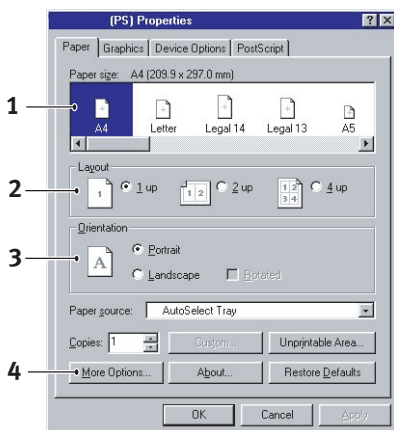 (PS) Properties
Paper Graphics Device Options PostScript
Paper size: A4 (209.9 x 297.0 mm)
1
A4 Letter Legal 14 Legal 13 A5
Layout
2
1 1 up 1 2 2 up 1 2 3 4 4 up
Orientation
3
A Portrait
Landscape Rotated
Paper source: AutoSelect Tray
Copies: 1 Custom... Unprintable Area...
4
More Options... About... Restore Defaults
OK Cancel Apply